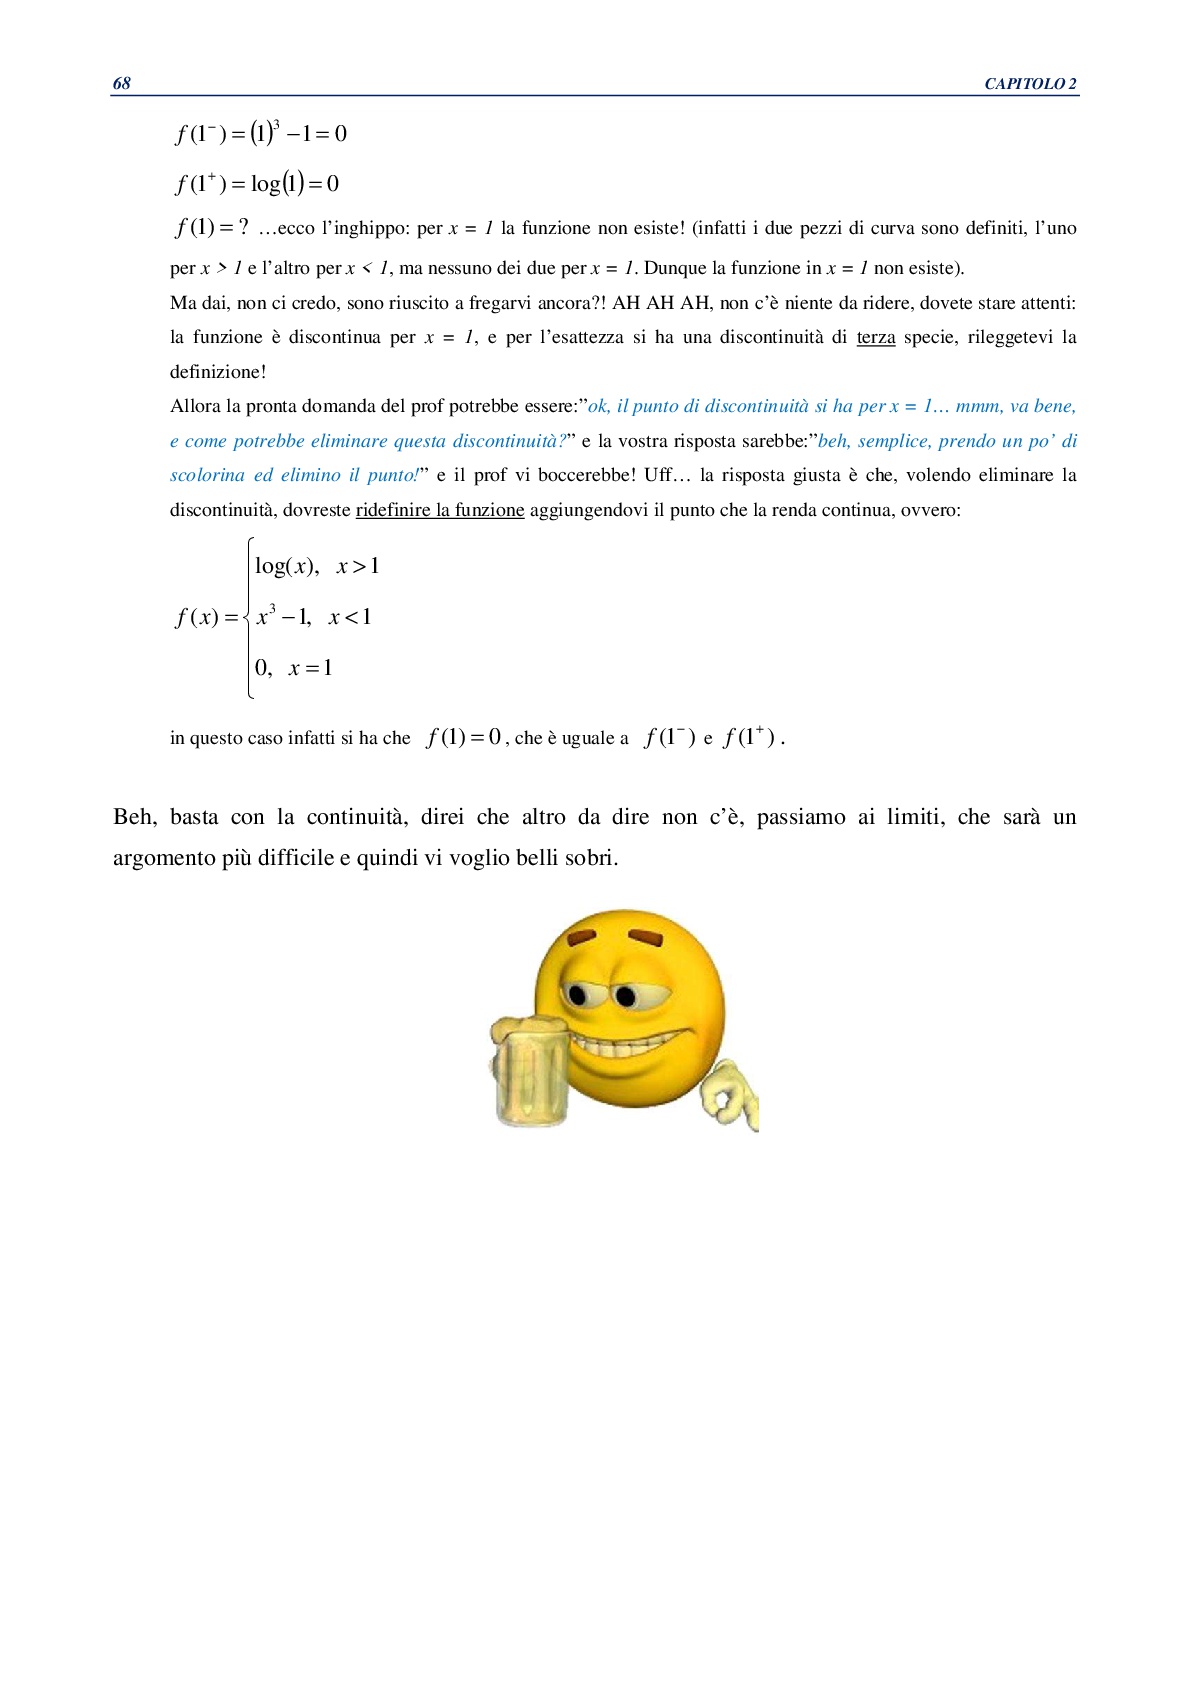 68 CAPITOLO 2
f(1⁻) = (1)³ − 1 = 0
f(1⁺) = log(1) = 0
f(1) = ? …ecco l’inghippo: per x = 1 la funzione non esiste! (infatti i due pezzi di curva sono definiti, l’uno
per x > 1 e l’altro per x < 1, ma nessuno dei due per x = 1. Dunque la funzione in x = 1 non esiste).
Ma dai, non ci credo, sono riuscito a fregarvi ancora?! AH AH AH, non c’è niente da ridere, dovete stare attenti:
la funzione è discontinua per x = 1, e per l’esattezza si ha una discontinuità di terza specie, rileggetevi la
definizione!
Allora la pronta domanda del prof potrebbe essere:”ok, il punto di discontinuità si ha per x = 1… mmm, va bene,
e come potrebbe eliminare questa discontinuità?” e la vostra risposta sarebbe:”beh, semplice, prendo un po’ di
scolorina ed elimino il punto!” e il prof vi boccerebbe! Uff… la risposta giusta è che, volendo eliminare la
discontinuità, dovreste ridefinire la funzione aggiungendovi il punto che la renda continua, ovvero:
log(x), x > 1
f(x) = { x³ − 1, x < 1
0, x = 1
in questo caso infatti si ha che f(1) = 0, che è uguale a f(1⁻) e f(1⁺).
Beh, basta con la continuità, direi che altro da dire non c’è, passiamo ai limiti, che sarà un
argomento più difficile e quindi vi voglio belli sobri.